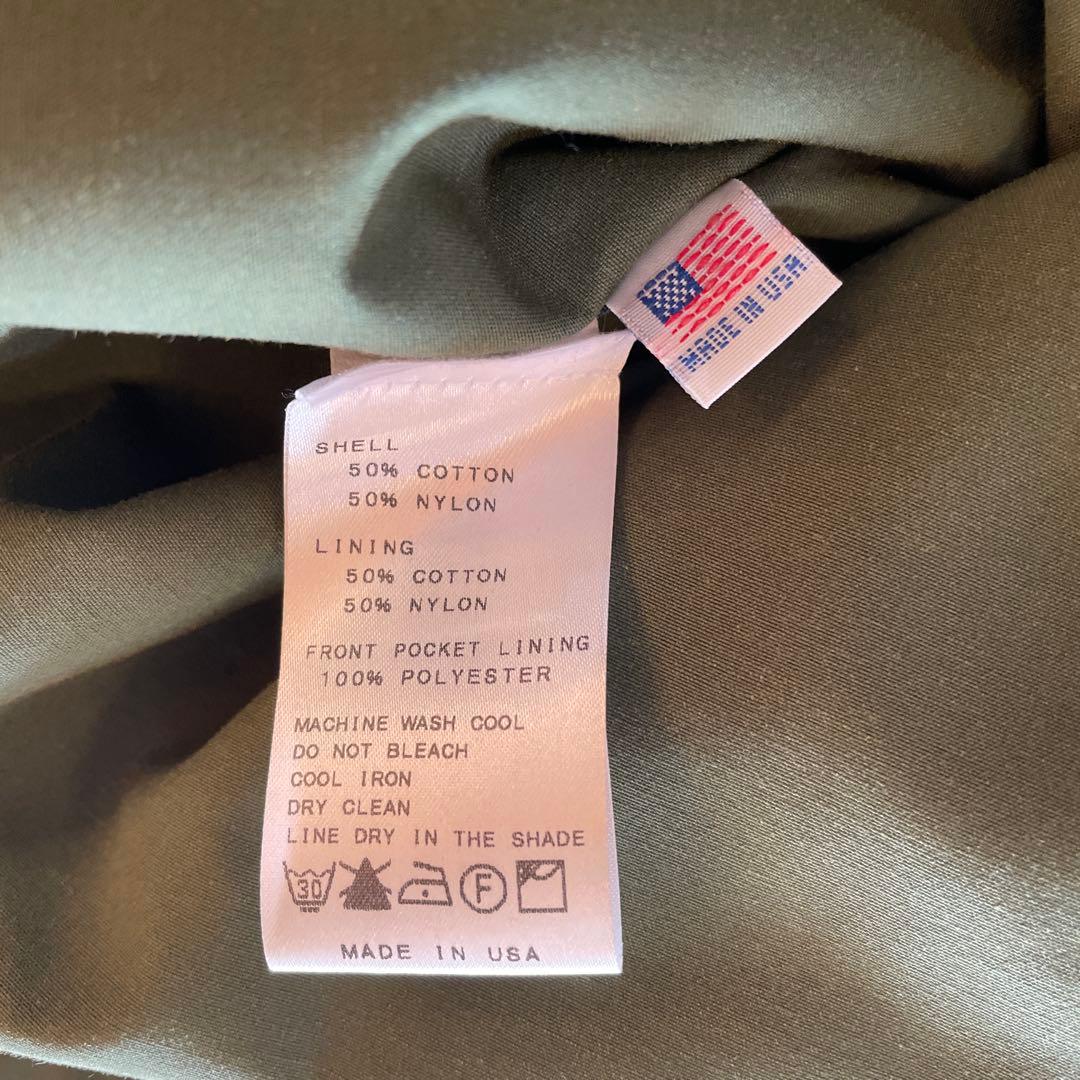 MADE IN USA
SHELL
50% COTTON
50% NYLON
LINING
50% COTTON
50% NYLON
FRONT POCKET LINING
100% POLYESTER
MACHINE WASH COOL
DO NOT BLEACH
COOL IRON
DRY CLEAN
LINE DRY IN THE SHADE
30 F
MADE IN USA